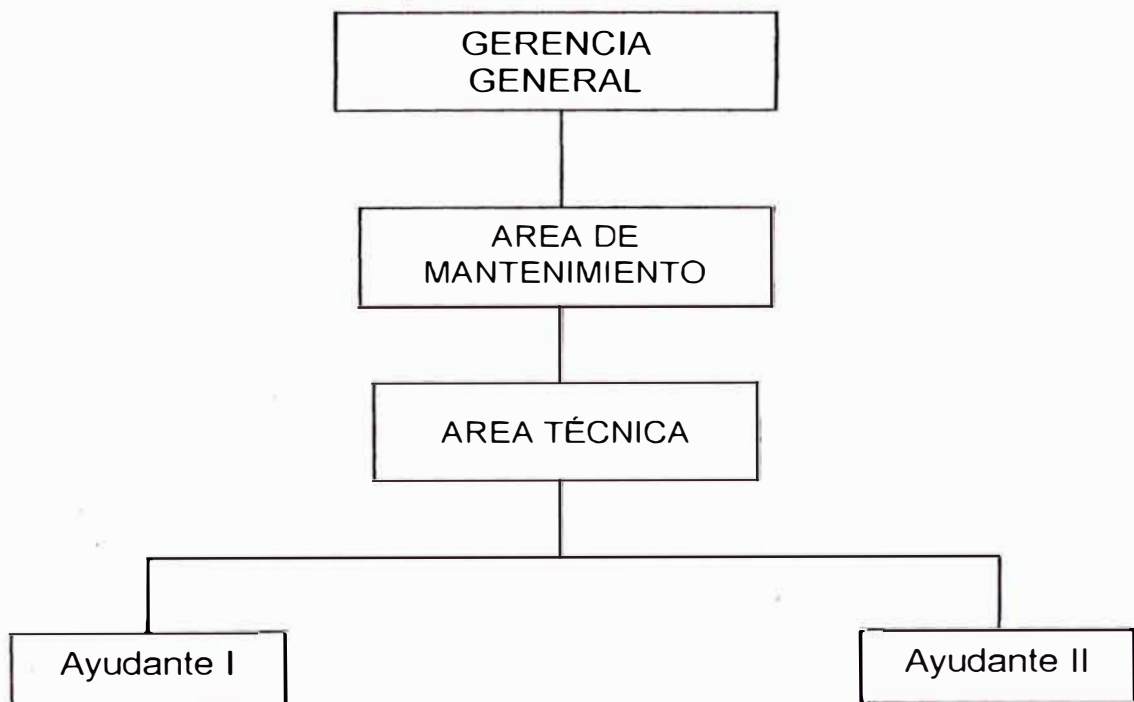 GERENCIA
GENERAL
AREA DE
MANTENIMIENTO
AREA TÉCNICA
Ayudante I
Ayudante II